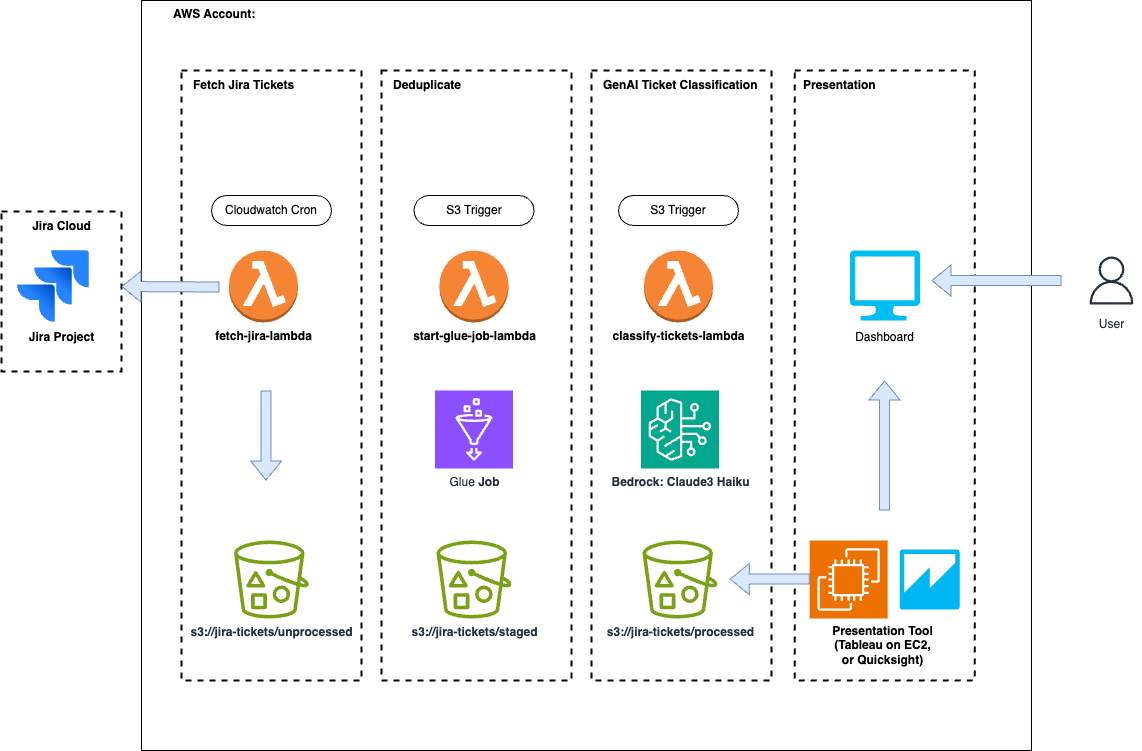 AWS Account:
Fetch Jira Tickets
Deduplicate
GenAI Ticket Classification
Presentation
Cloudwatch Cron
S3 Trigger
S3 Trigger
Jira Cloud
Jira Project
fetch-jira-lambda
start-glue-job-lambda
classify-tickets-lambda
Dashboard
User
Glue Job
Bedrock: Claude3 Haiku
s3://jira-tickets/unprocessed
s3://jira-tickets/staged
s3://jira-tickets/processed
Presentation Tool
(Tableau on EC2,
or Quicksight)